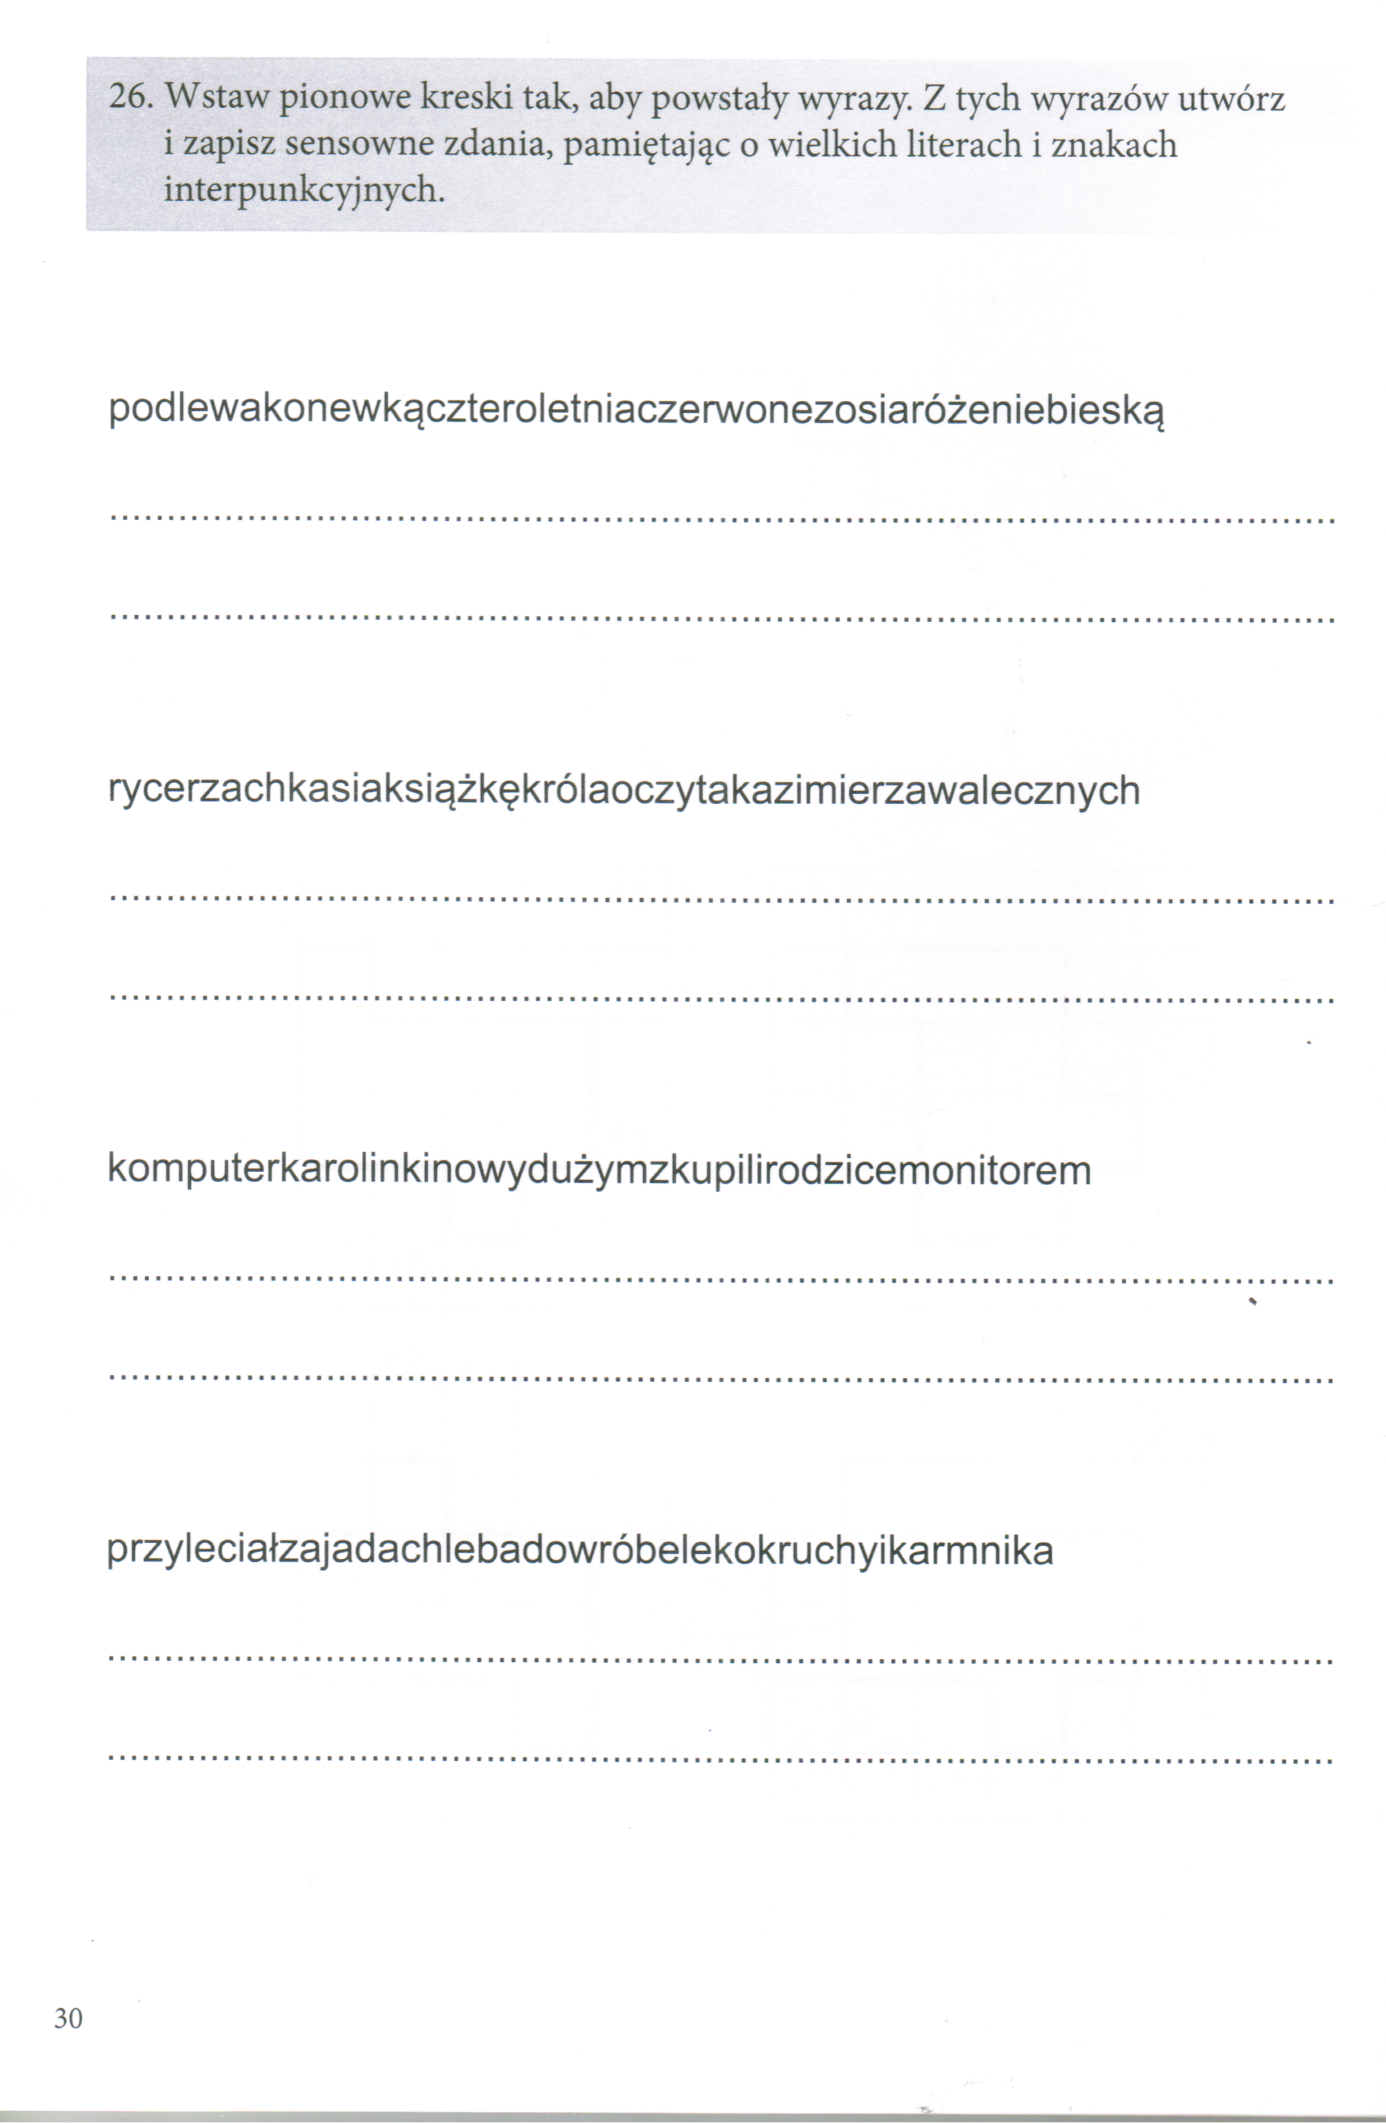 26. Wstaw pionowe kreski tak, aby powstały wyrazy. Z tych wyrazów utwórz
i zapisz sensowne zdania, pamiętając o wielkich literach i znakach
interpunkcyjnych.
podlewakonewkączteroletniaczerwonezosiaróżeniebieską
rycerzachkasiaksiążkękrólaoczytakazimierzawalecznych
komputerkarolinkinowydużymzkupilirodzicemonitorem
przyleciałzajadachlebadowróbelekokruchyikarmnika
30